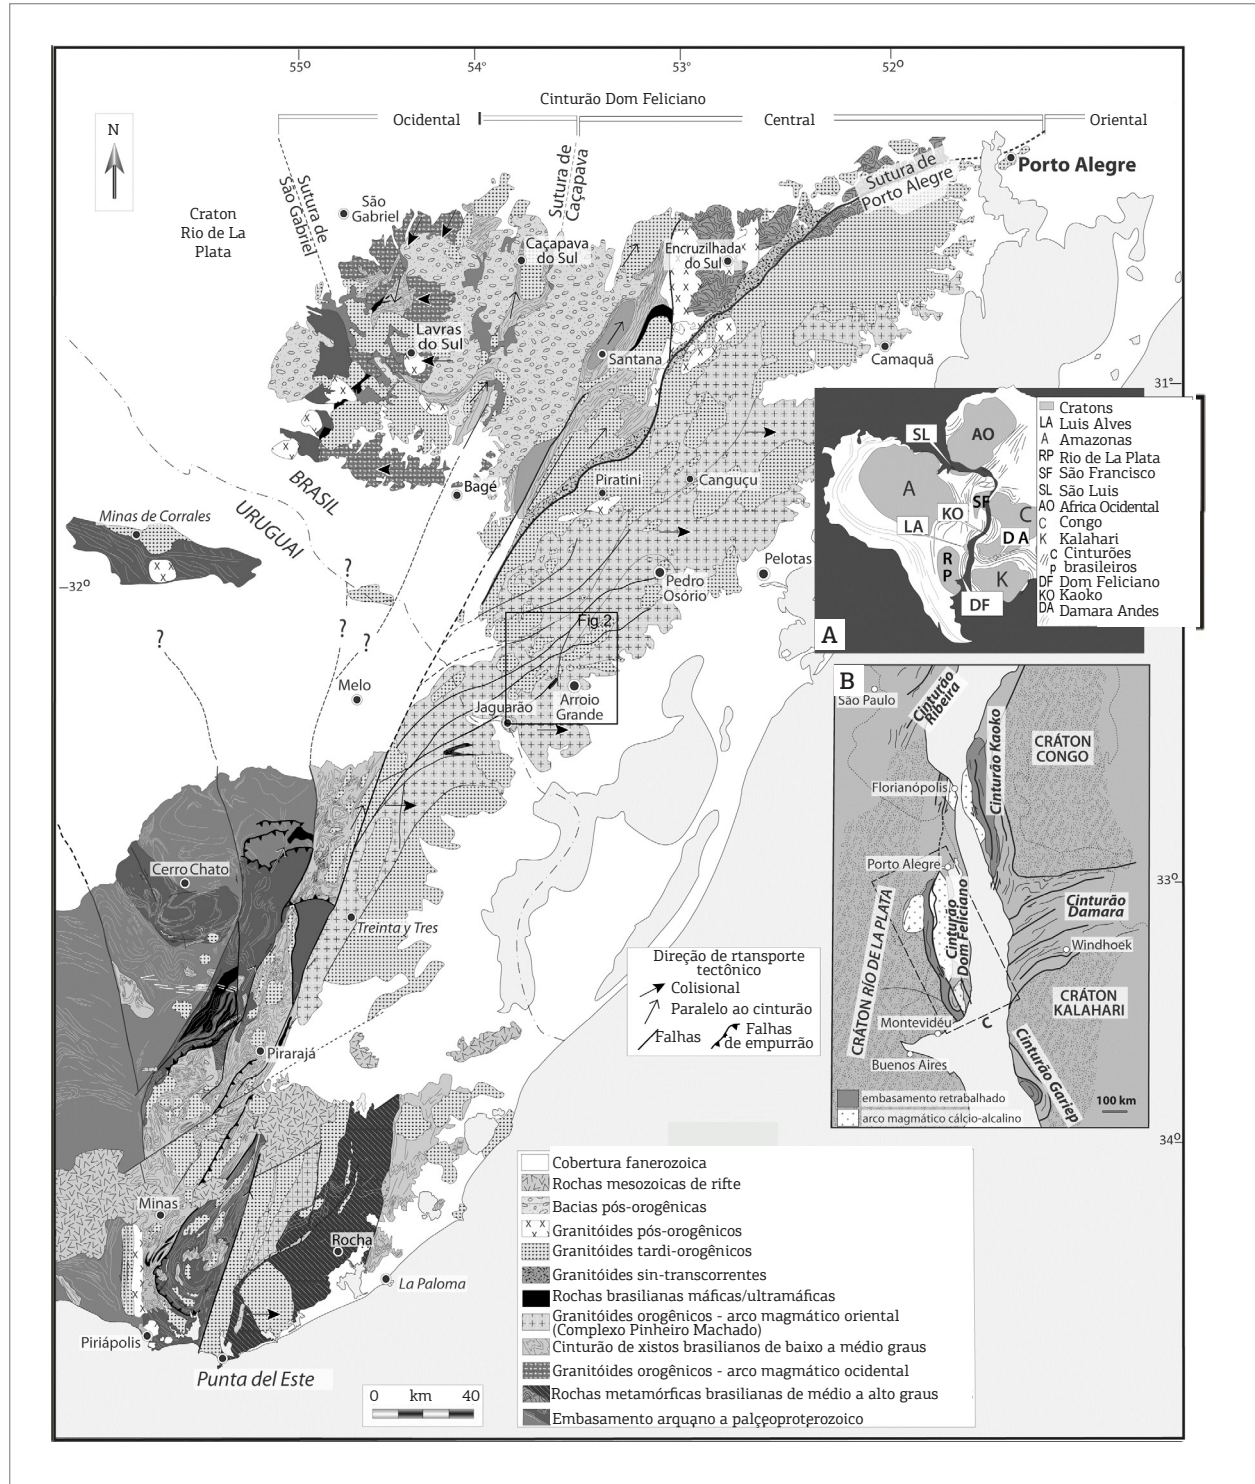 55°
54°
53°
52°
Cinturão Dom Feliciano
Ocidental
Central
Oriental
N
Sutura de
São Gabriel
Sutura de
Caçapava
Sutura de
Porto Alegre
Porto Alegre
Craton
Rio de La
Plata
São
Gabriel
Caçapava
do Sul
Encruzilhada
do Sul
Lavras
do Sul
Santana
Camaquã
31°
BRASIL
URUGUAI
Bagé
Piratini
Canguçu
Minas de Corrales
32°
?
?
?
?
Pedro
Osório
Pelotas
Fig.2
Melo
Jaguarão
Arroio
Grande
Cerro Chato
33°
Treinta y Tres
Pirarajá
34°
Minas
Rocha
La Paloma
Piriápolis
Punta del Este
0 km 40
SL
AO
A
KO
SF
C
LA
D A
R
P
K
DF
A
Cratons
LA Luis Alves
A Amazonas
RP Rio de La Plata
SF São Francisco
SL São Luis
AO Africa Ocidental
C Congo
K Kalahari
C Cinturões
P brasileiros
DF Dom Feliciano
KO Kaoko
DA Damara Andes
B
São Paulo
Cinturão
Ribeira
Cinturão Kaoko
CRÁTON
CONGO
Florianópolis
Porto Alegre
CRÁTON RÍO DE LA PLATA
Cinturão
Dom Feliciano
Cinturão
Damara
Windhoek
CRÁTON
KALAHARI
Montevidéu
C
Buenos Aires
Cinturão Gariep
embasamento retrabalhado
arco magmático cálcio-alcalino
100 km
Direção de rtansporte
tectônico
Colisional
Paralelo ao cinturão
Falhas
Falhas
de empurrão
Cobertura fanerozoica
Rochas mesozoicas de rifte
Bacias pós-orogênicas
Granitóides pós-orogênicos
Granitóides tardi-orogênicos
Granitóides sin-transcorrentes
Rochas brasilianas máficas/ultramáficas
Granitóides orogênicos - arco magmático oriental
(Complexo Pinheiro Machado)
Cinturão de xistos brasilianos de baixo a médio graus
Granitóides orogênicos - arco magmático ocidental
Rochas metamórficas brasilianas de médio a alto graus
Embasamento arquano a palçeoproterozoico